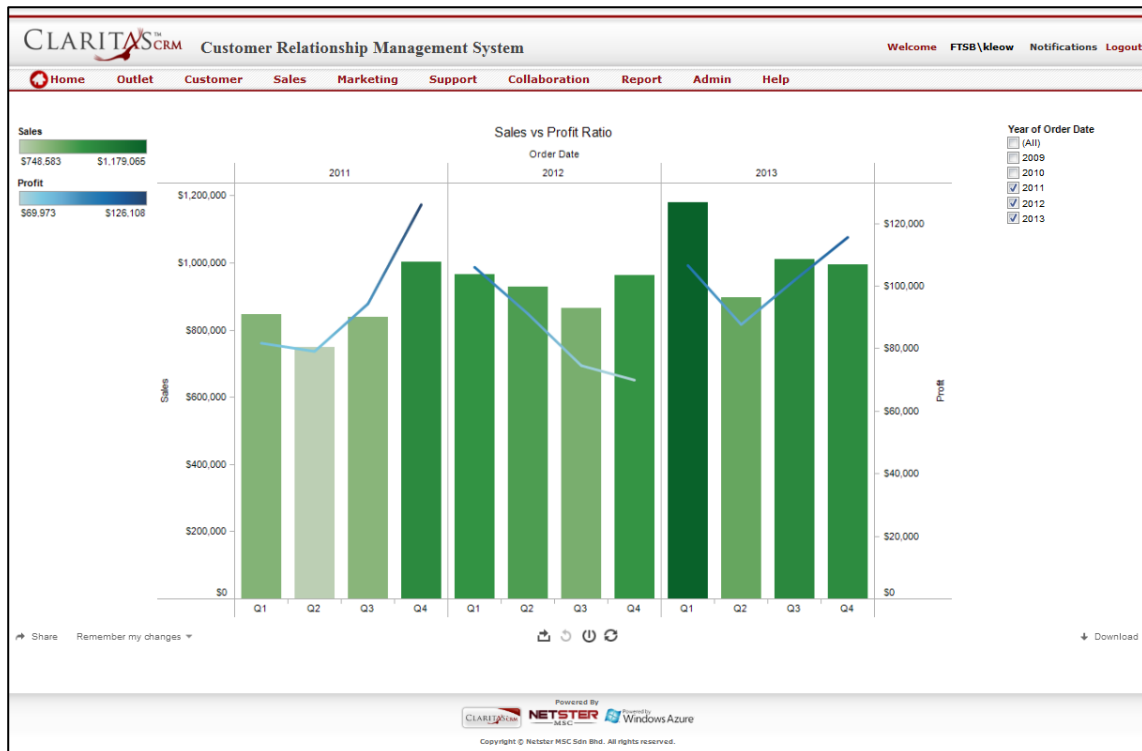 CLARITAS™CRM Customer Relationship Management System
Welcome FTSB\kleow Notifications Logout
Home Outlet Customer Sales Marketing Support Collaboration Report Admin Help
Sales
$748,583 $1,179,065
Profit
$69,973 $126,108
Sales vs Profit Ratio
Order Date
2011 2012 2013
Sales
$1,200,000
$1,000,000
$800,000
$600,000
$400,000
$200,000
$0
Q1 Q2 Q3 Q4 Q1 Q2 Q3 Q4 Q1 Q2 Q3 Q4
$120,000
$100,000
$80,000
$60,000
$40,000
$20,000
$0
Profit
Year of Order Date
(All)
2009
2010
2011
2012
2013
Share Remember my changes Download
Powered By
CLARITAS CRM NETSTER MSC Powered by Windows Azure
Copyright © Netster MSC Sdn Bhd. All rights reserved.